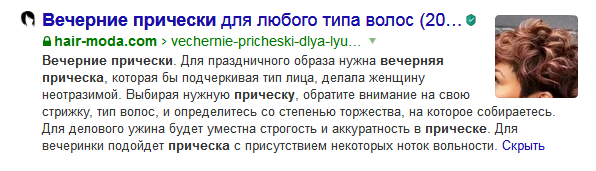 Вечерние прически для любого типа волос (20...
hair-moda.com › vechernie-pricheski-dlya-lyu...
Вечерние прически. Для праздничного образа нужна вечерняя
прическа, которая бы подчеркивая тип лица, делала женщину
неотразимой. Выбирая нужную прическу, обратите внимание на свою
стрижку, тип волос, и определитесь со степенью торжества, на которое собираетесь.
Для делового ужина будет уместна строгость и аккуратность в прическе. Для
вечеринки подойдет прическа с присутствием некоторых ноток вольности. Скрыть